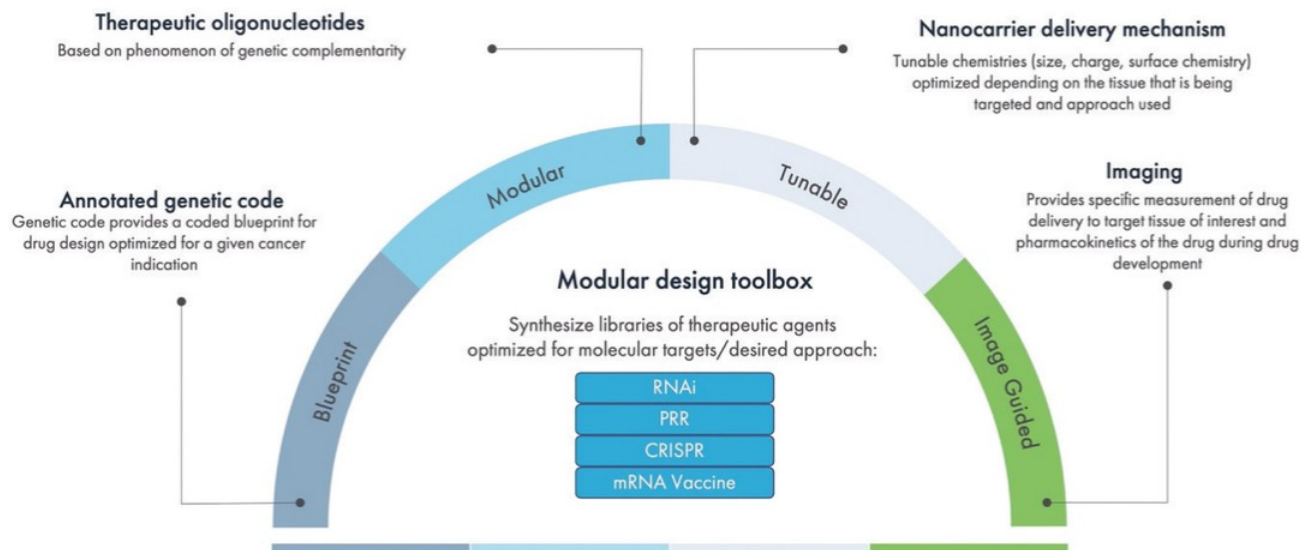 Therapeutic oligonucleotides
Based on phenomenon of genetic complementarity
Nanocarrier delivery mechanism
Tunable chemistries (size, charge, surface chemistry)
optimized depending on the tissue that is being
targeted and approach used
Annotated genetic code
Genetic code provides a coded blueprint for
drug design optimized for a given cancer
indication
Imaging
Provides specific measurement of drug
delivery to target tissue of interest and
pharmacokinetics of the drug during drug
development
Blueprint
Modular
Tunable
Image Guided
Modular design toolbox
Synthesize libraries of therapeutic agents
optimized for molecular targets/desired approach:
RNAi
PRR
CRISPR
mRNA Vaccine